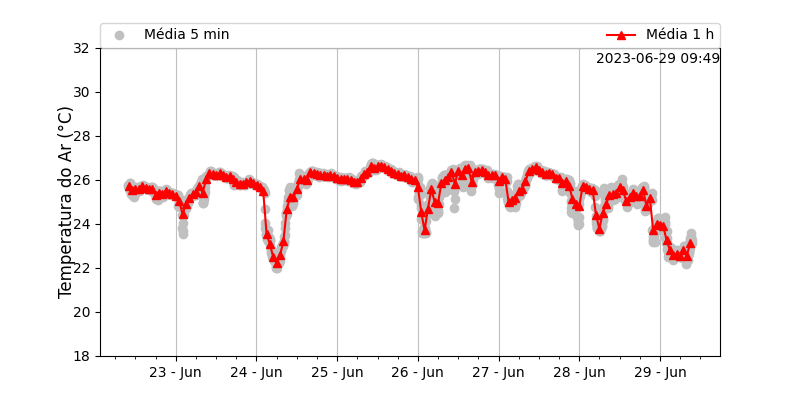 Média 5 min
Média 1 h
2023-06-29 09:49
Temperatura do Ar (°C)
32
30
28
26
24
22
20
18
23 - Jun
24 - Jun
25 - Jun
26 - Jun
27 - Jun
28 - Jun
29 - Jun